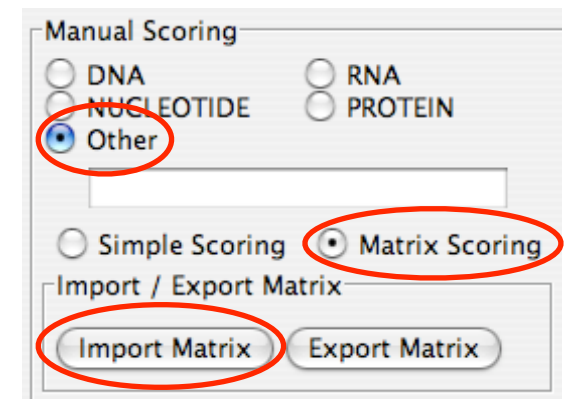 Manual Scoring
DNA RNA
NUCLEOTIDE PROTEIN
Other
Simple Scoring Matrix Scoring
Import / Export Matrix
Import Matrix Export Matrix